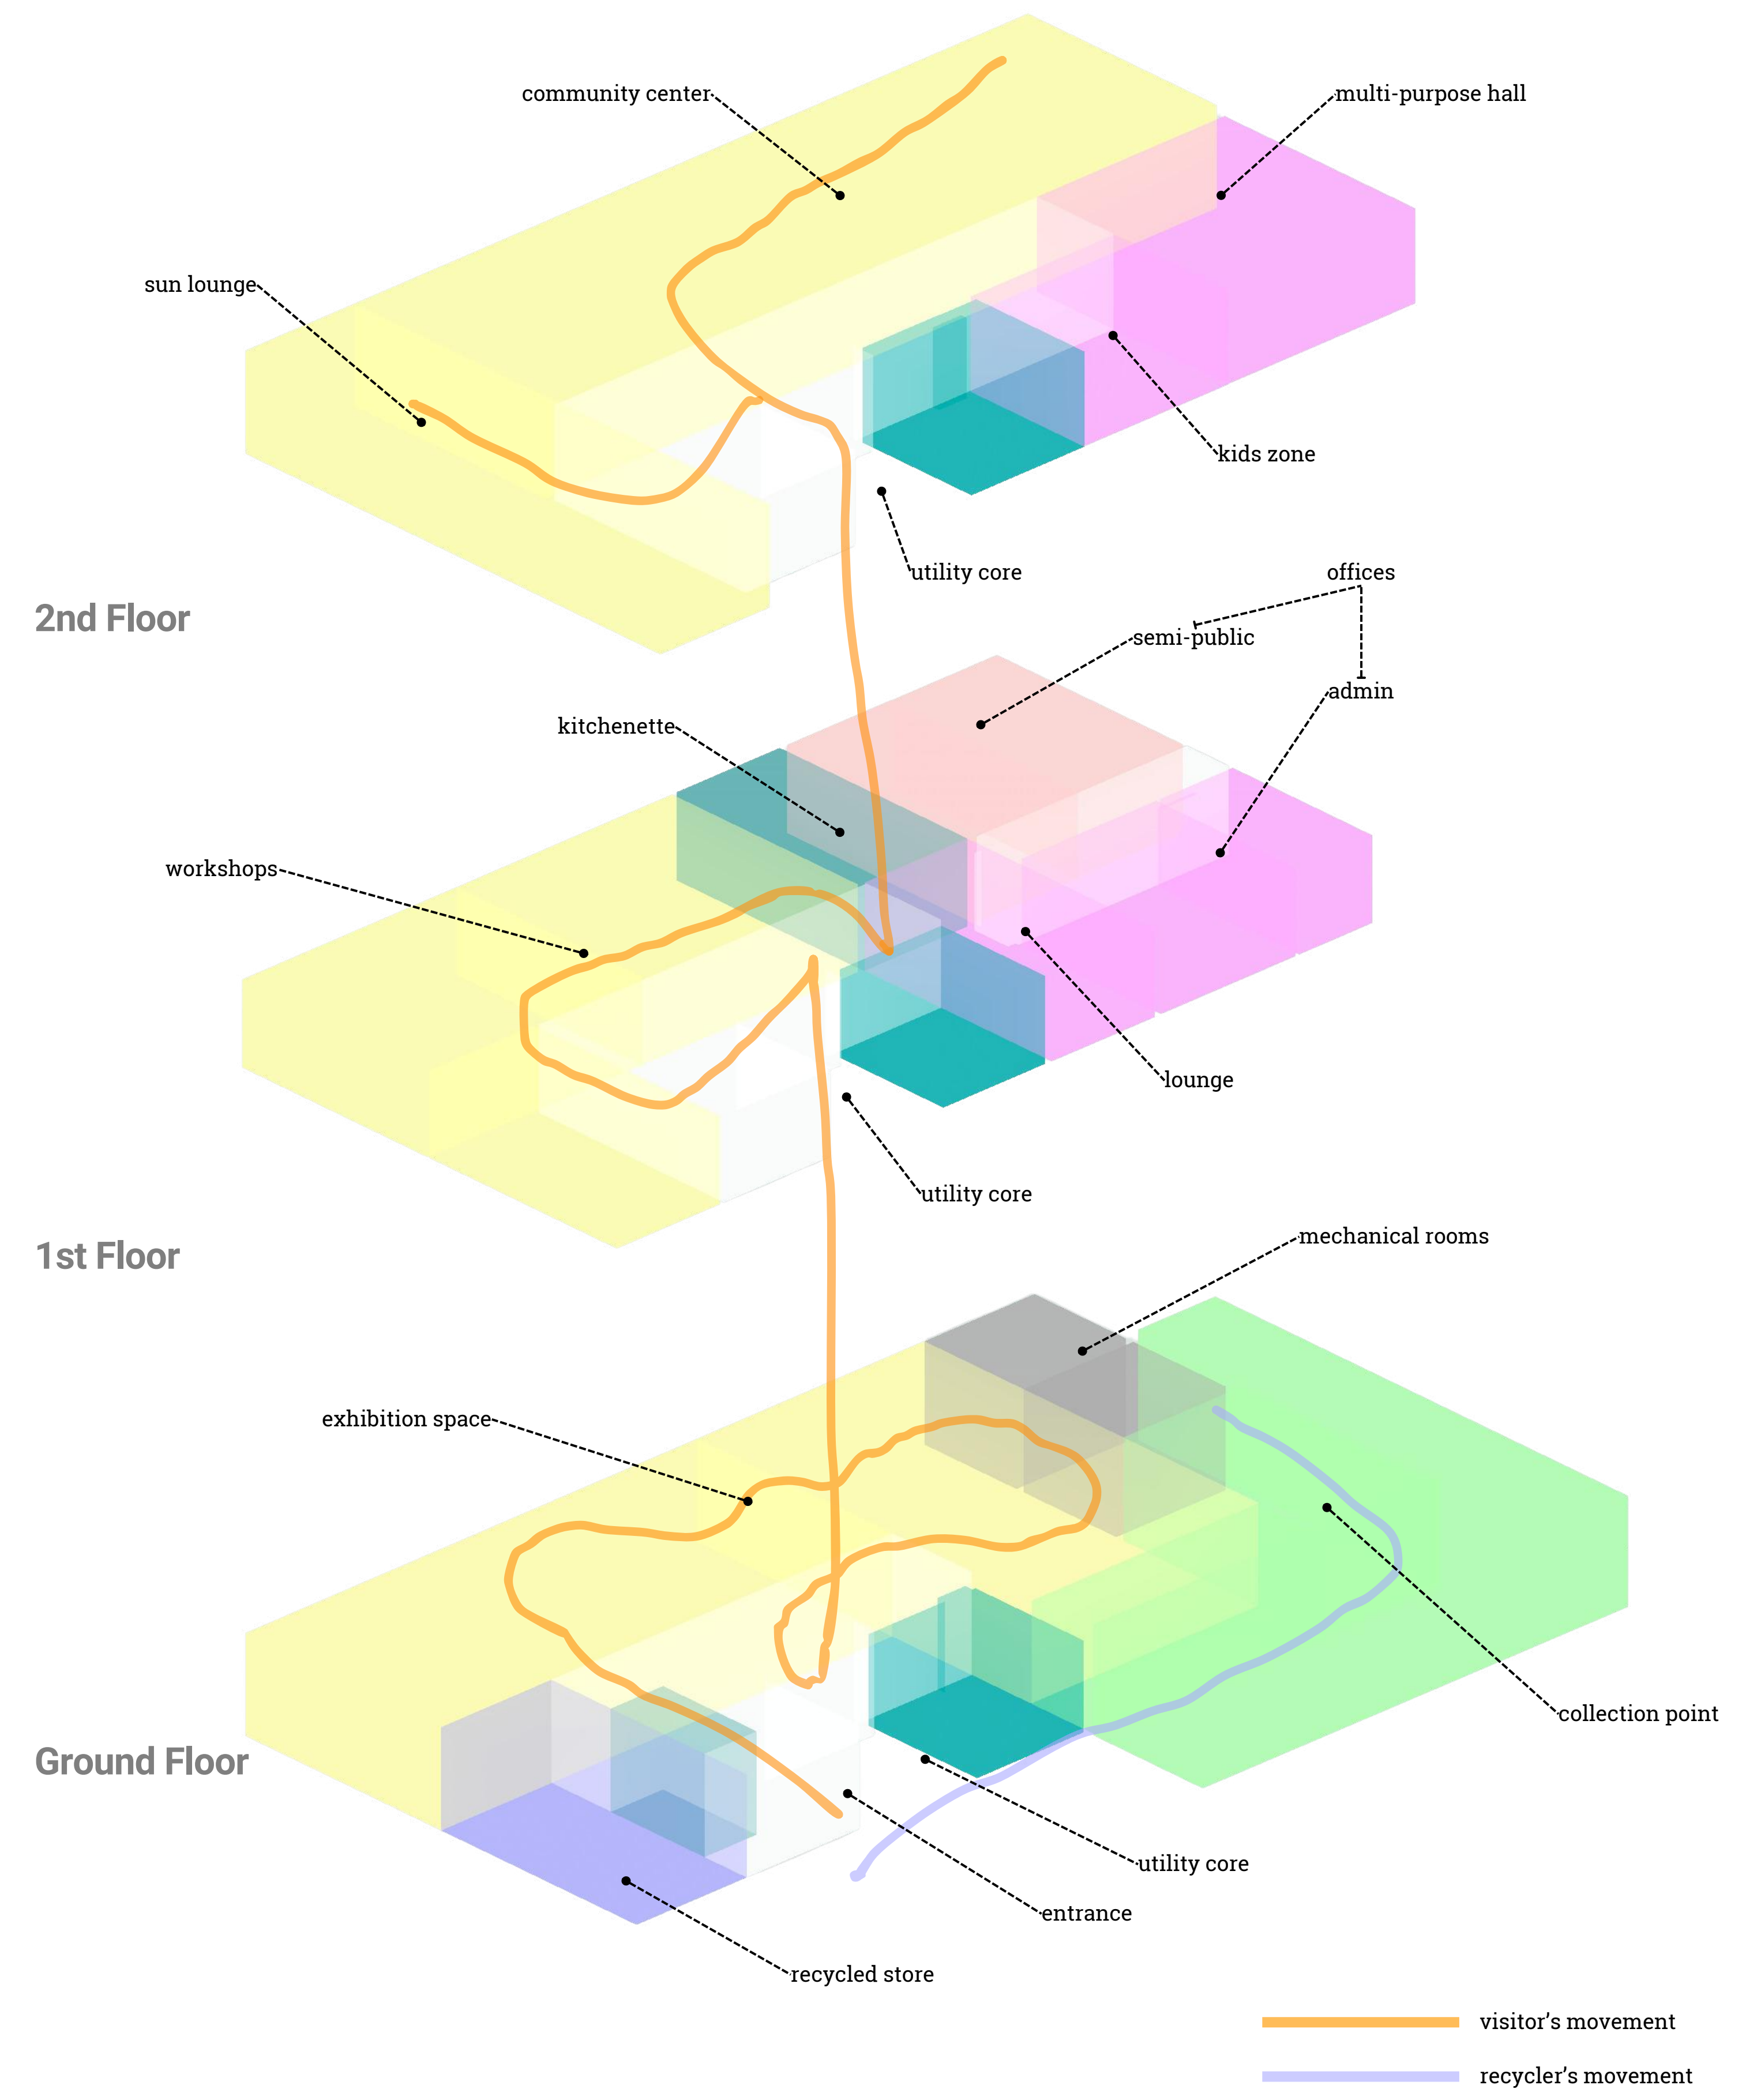 community center
multi-purpose hall
sun lounge
kids zone
utility core
2nd Floor
offices
semi-public
admin
kitchenette
workshops
lounge
utility core
1st Floor
mechanical rooms
exhibition space
collection point
Ground Floor
utility core
entrance
recycled store
visitor's movement
recycler's movement